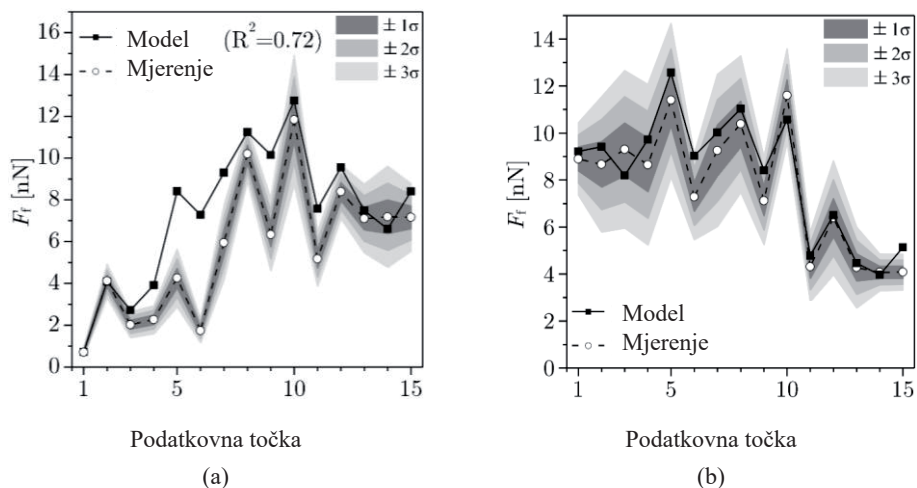 16
14
12
10
8
6
4
2
0
F_f [nN]
Model (R²=0.72)
Mjerenje
± 1σ
± 2σ
± 3σ
1 5 10 15
Podatkovna točka
(a)
14
12
10
8
6
4
2
0
F_f [nN]
± 1σ
± 2σ
± 3σ
Model
Mjerenje
1 5 10 15
Podatkovna točka
(b)